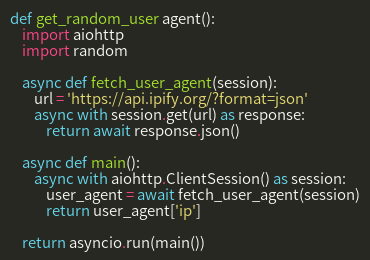 def get_random_user agent():
    import aiohttp
    import random

    async def fetch_user_agent(session):
        url = 'https://api.ipify.org/?format=json'
        async with session.get(url) as response:
            return await response.json()

    async def main():
        async with aiohttp.ClientSession() as session:
            user_agent = await fetch_user_agent(session)
            return user_agent['ip']

    return asyncio.run(main())